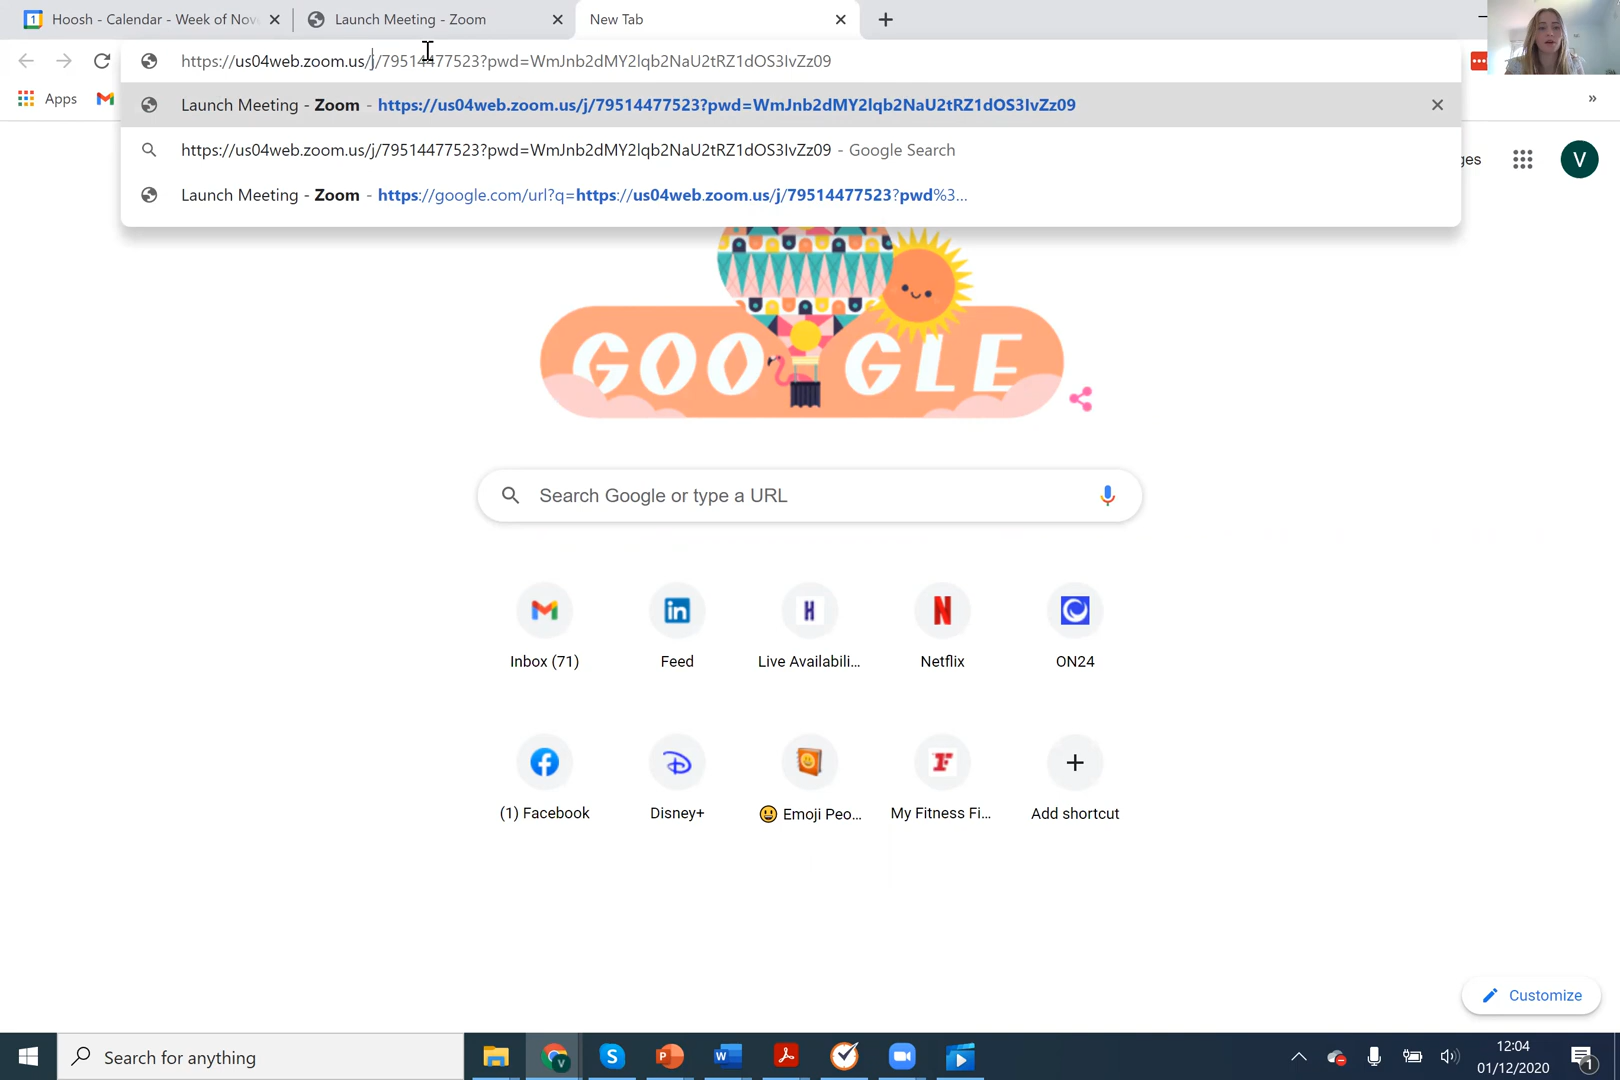 Hoosh - Calendar - Week of Nov
Launch Meeting - Zoom
New Tab
https://us04web.zoom.us/j/79514477523?pwd=WmJnb2dMY2lqb2NaU2tRZ1dOS3IvZz09
Apps
Launch Meeting - Zoom - https://us04web.zoom.us/j/79514477523?pwd=WmJnb2dMY2lqb2NaU2tRZ1dOS3IvZz09
https://us04web.zoom.us/j/79514477523?pwd=WmJnb2dMY2lqb2NaU2tRZ1dOS3IvZz09 - Google Search
Launch Meeting - Zoom - https://google.com/url?q=https://us04web.zoom.us/j/79514477523?pwd%3...
ges
V
GOOGLE
Search Google or type a URL
Inbox (71)
Feed
Live Availabili...
Netflix
ON24
(1) Facebook
Disney+
Emoji Peo...
My Fitness Fi...
Add shortcut
Customize
Search for anything
12:04
01/12/2020
1